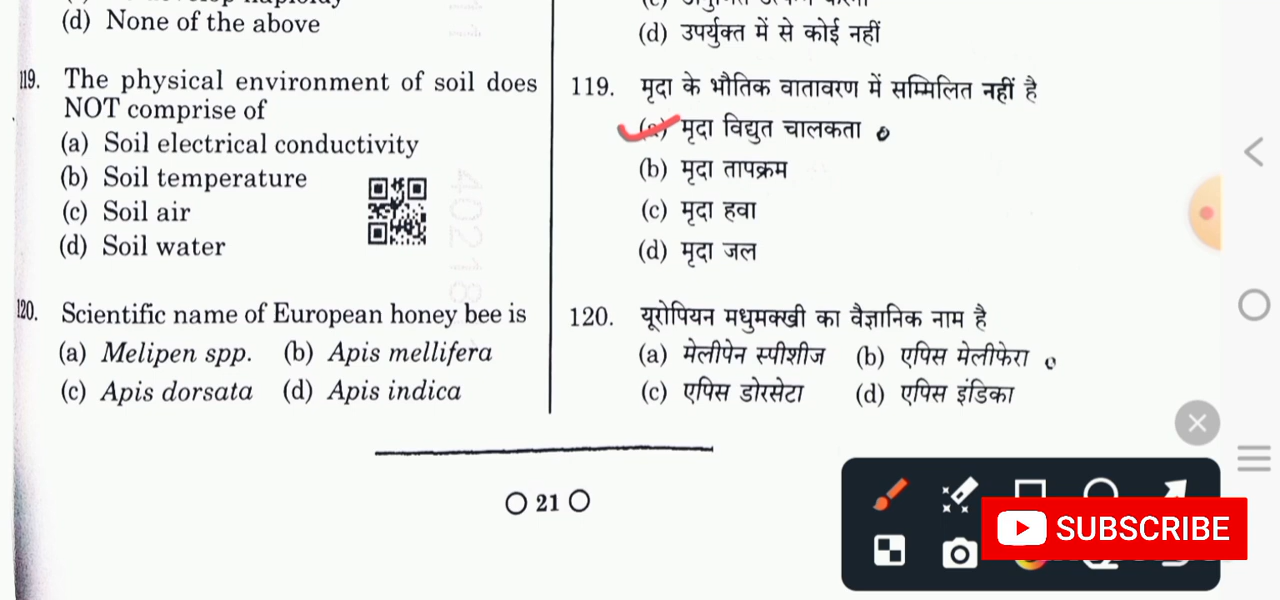 (d) None of the above
119. The physical environment of soil does
NOT comprise of
(a) Soil electrical conductivity
(b) Soil temperature
(c) Soil air
(d) Soil water
120. Scientific name of European honey bee is
(a) Melipen spp. (b) Apis mellifera
(c) Apis dorsata (d) Apis indica
(d) उपर्युक्त में से कोई नहीं
119. मृदा के भौतिक वातावरण में सम्मिलित नहीं है
(a) मृदा विद्युत चालकता
(b) मृदा तापक्रम
(c) मृदा हवा
(d) मृदा जल
120. यूरोपियन मधुमक्खी का वैज्ञानिक नाम है
(a) मेलीपेन स्पीशीज (b) एपिस मेलीफेरा
(c) एपिस डोरसेटा (d) एपिस इंडिका
21
SUBSCRIBE